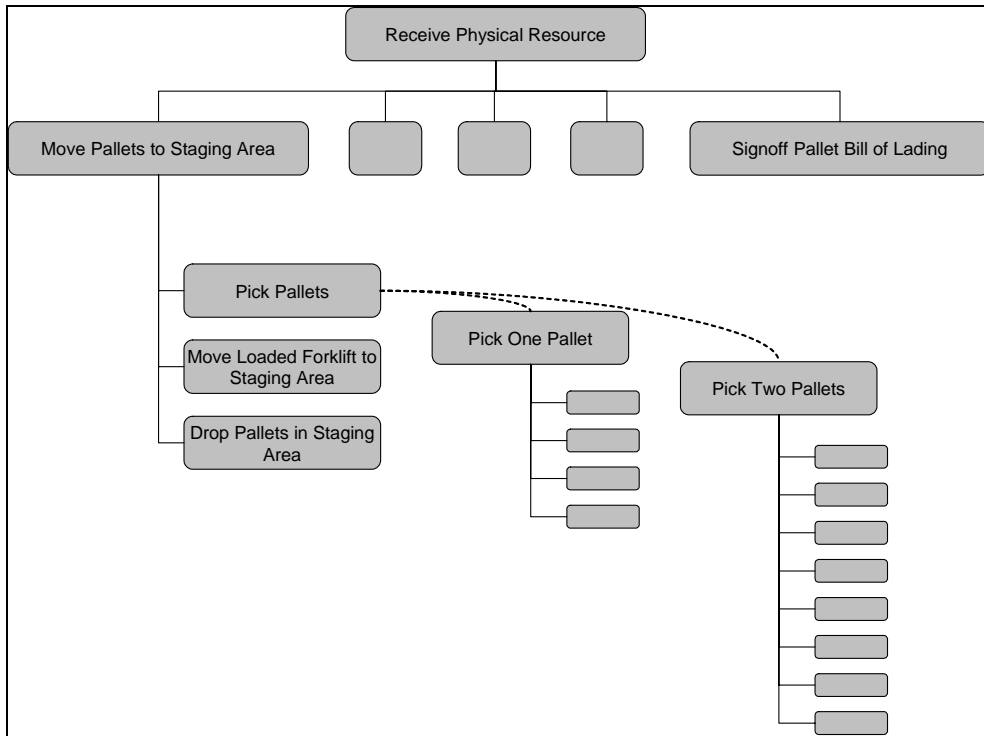 Receive Physical Resource
Move Pallets to Staging Area
Signoff Pallet Bill of Lading
Pick Pallets
Pick One Pallet
Move Loaded Forklift to
Staging Area
Pick Two Pallets
Drop Pallets in Staging
Area